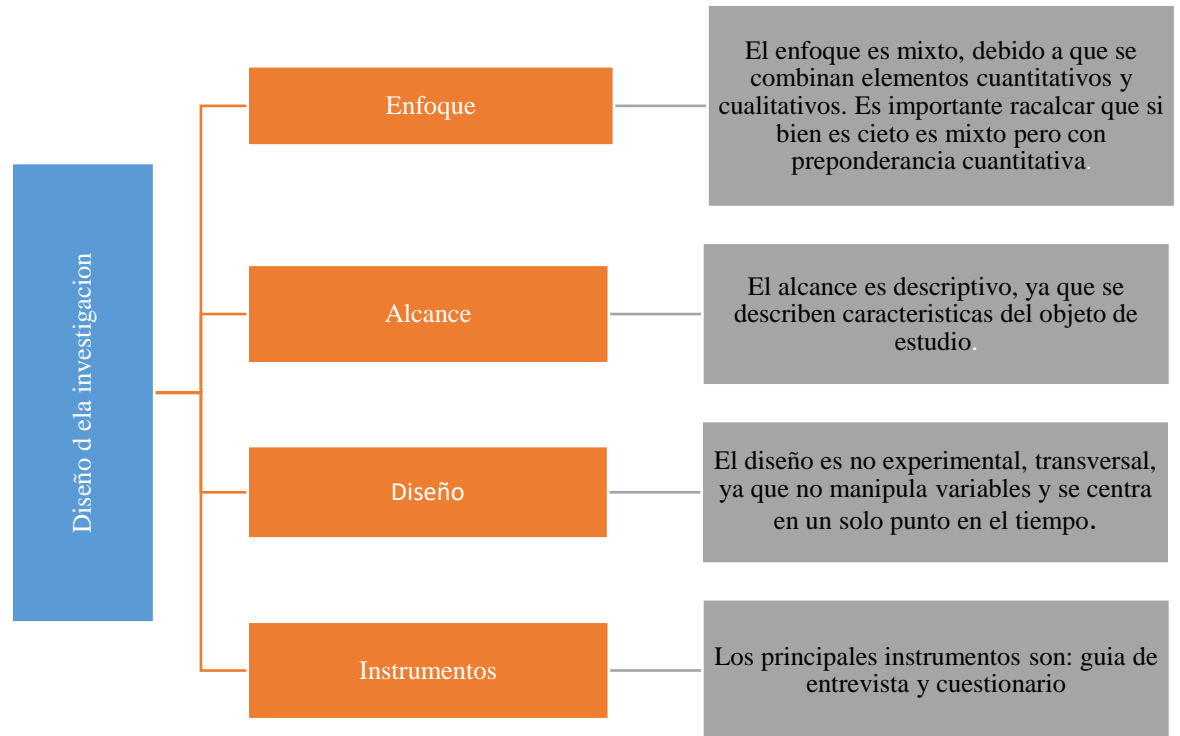 Diseño d ela investigacion
Enfoque
El enfoque es mixto, debido a que se
combinan elementos cuantitativos y
cualitativos. Es importante racalcar que si
bien es cieto es mixto pero con
preponderancia cuantitativa.
Alcance
El alcance es descriptivo, ya que se
describen caracteristicas del objeto de
estudio.
Diseño
El diseño es no experimental, transversal,
ya que no manipula variables y se centra
en un solo punto en el tiempo.
Instrumentos
Los principales instrumentos son: guia de
entrevista y cuestionario